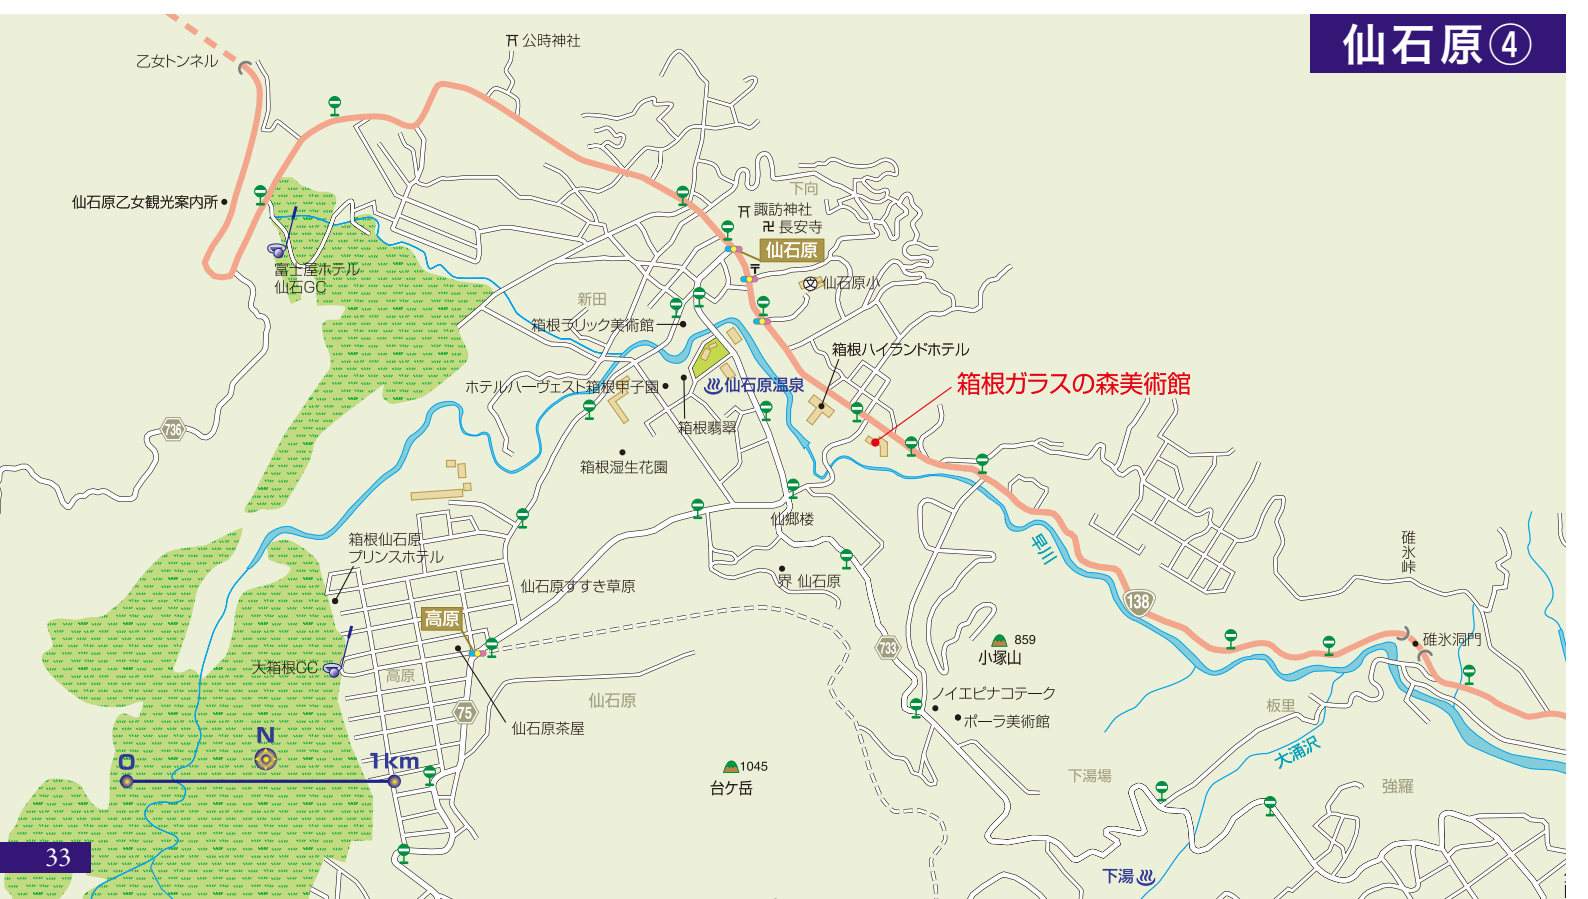 仙石原④
公時神社
乙女トンネル
仙石原乙女観光案内所
下向
諏訪神社
長安寺
仙石原
富士屋ホテル
仙石GC
仙石原小
新田
箱根ラリック美術館
箱根ハイランドホテル
ホテルハーヴェスト箱根甲子園
仙石原温泉
箱根ガラスの森美術館
736
箱根翡翠
箱根湿生花園
仙郷楼
箱根仙石原
プリンスホテル
早川
碓氷峠
界 仙石原
仙石原すすき草原
138
高原
859
小塚山
733
碓氷洞門
大箱根CC
高原
ノイエピナコテーク
仙石原
板里
75
ポーラ美術館
仙石原茶屋
N
大涌沢
0
1km
1045
台ケ岳
下湯場
強羅
33
下湯